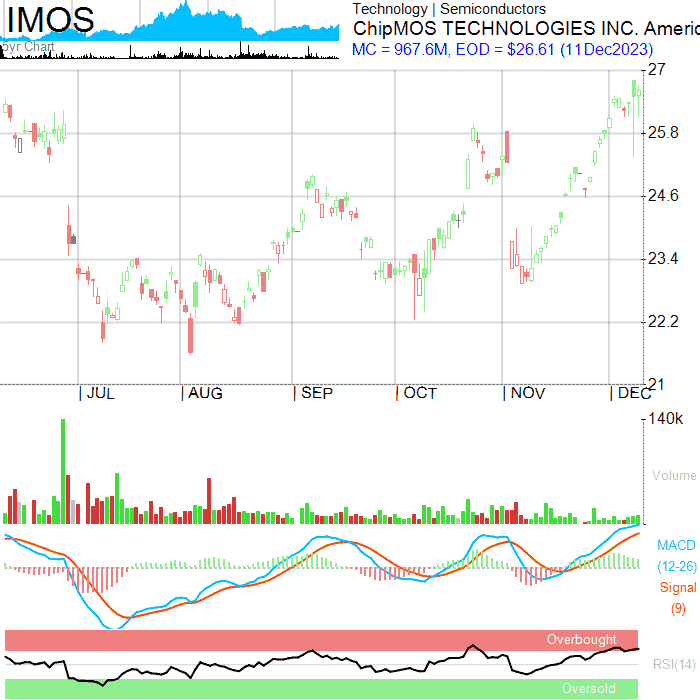 IMOS
5yr Chart
Technology | Semiconductors
ChipMOS TECHNOLOGIES INC. Americ
MC = 967.6M, EOD = $26.61 (11Dec2023)
27
25.8
24.6
23.4
22.2
21
| JUL | AUG | SEP | OCT | NOV | DEC
140k
Volume
MACD
(12-26)
Signal
(9)
Overbought
RSI(14)
Oversold